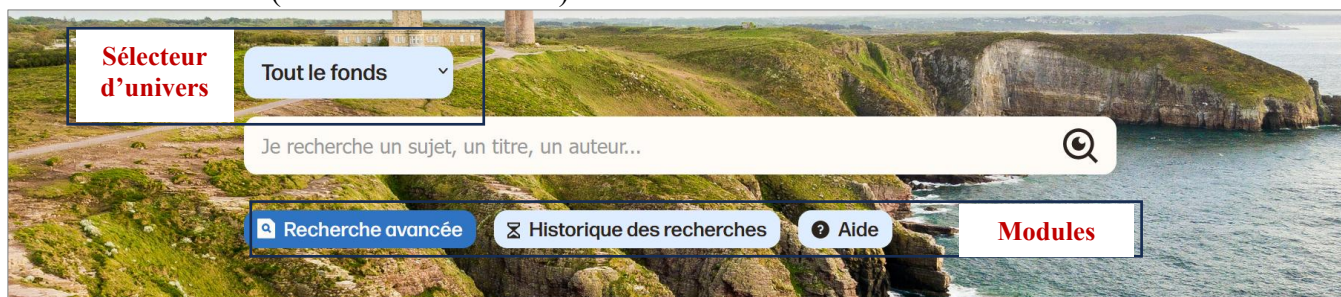 Sélecteur
d'univers
Tout le fonds
Je recherche un sujet, un titre, un auteur...
Recherche avancée
Historique des recherches
? Aide
Modules